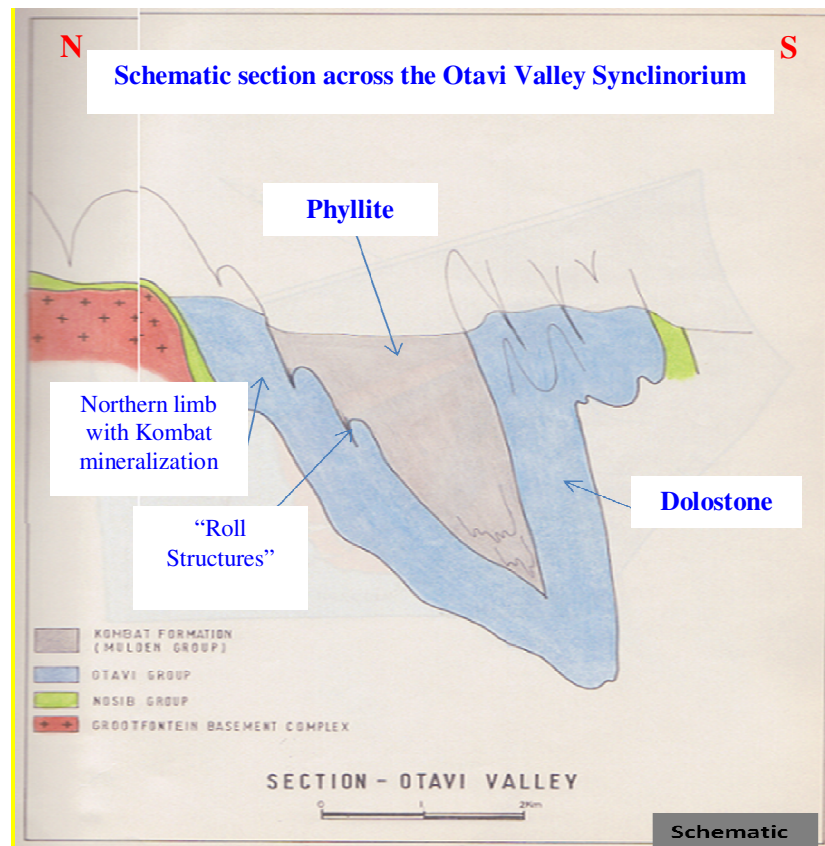 N
S
Schematic section across the Otavi Valley Synclinorium
Phyllite
Northern limb
with Kombat
mineralization
“Roll
Structures”
Dolostone
KOMBAT FORMATION
(MULDEN GROUP)
OTAVI GROUP
NOSIB GROUP
GROOTFONTEIN BASEMENT COMPLEX
SECTION - OTAVI VALLEY
0 1 2Km
Schematic